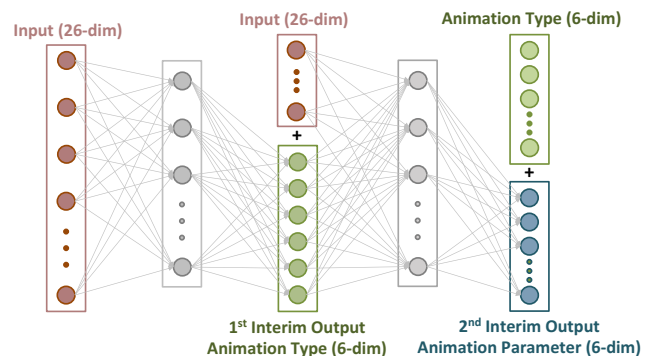 Input (26-dim)
Input (26-dim)
Animation Type (6-dim)
+
+
1st Interim Output
Animation Type (6-dim)
2nd Interim Output
Animation Parameter (6-dim)